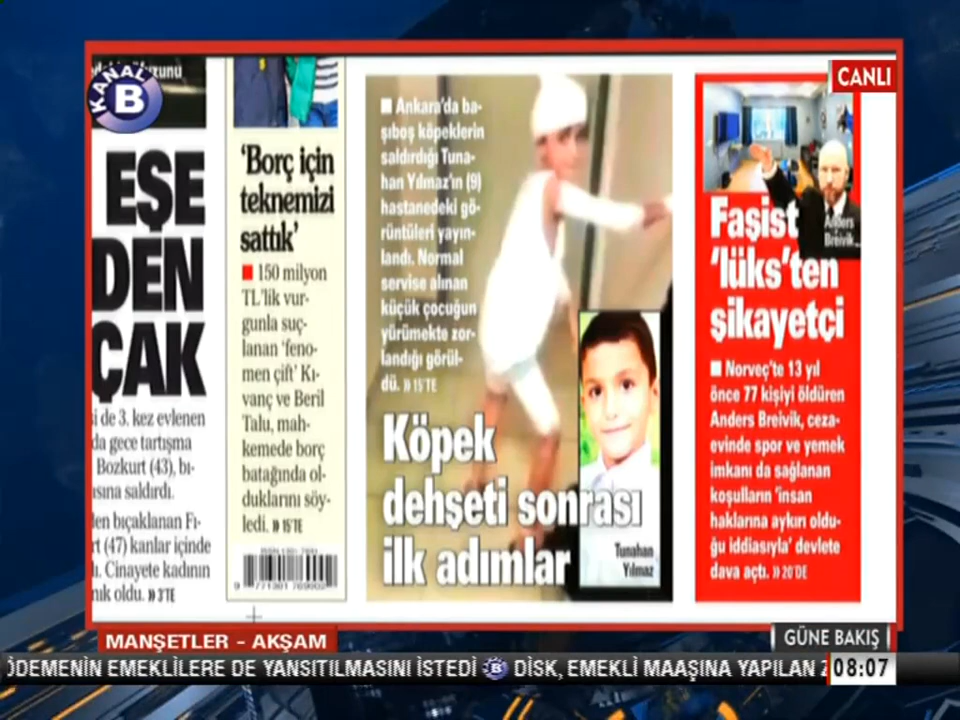 KANAL
B
CANLI
EŞE
DEN
ÇAK
i de 3. kez evlenen
da gece tartışma
Bozkurt (43), bı-
asına saldırdı.
len bıçaklanan Fı-
rt (47) kanlar içinde
ı. Cinayete kadının
nık oldu. » 3'TE
'Borç için
teknemizi
sattık'
150 milyon
TL'lik vur-
gunla suç-
lanan 'feno-
men çift' Kı-
vanç ve Beril
Talu, mah-
kemede borç
batağında ol-
duklarını söy-
ledi. » 15'TE
Ankara'da ba-
şıboş köpeklerin
saldırdığı Tuna-
han Yılmaz'ın (9)
hastanedeki gö-
rüntüleri yayın-
landı. Normal
servise alınan
küçük çocuğun
yürümekte zor-
landığı görül-
dü. » 15'TE
Köpek
dehşeti sonrası
ilk adımlar
Tunahan
Yılmaz
Anders
Breivik
Faşist
'lüks'ten
şikayetçi
Norveç'te 13 yıl
önce 77 kişiyi öldüren
Anders Breivik, ceza-
evinde spor ve yemek
imkanı da sağlanan
koşulların 'insan
haklarına aykırı oldu-
ğu iddiasıyla' devlete
dava açtı. » 20'DE
MANŞETLER - AKŞAM
GÜNE BAKIŞ
ÖDEMENİN EMEKLİLERE DE YANSITILMASINI İSTEDİ B DİSK, EMEKLİ MAAŞINA YAPILAN
08:07